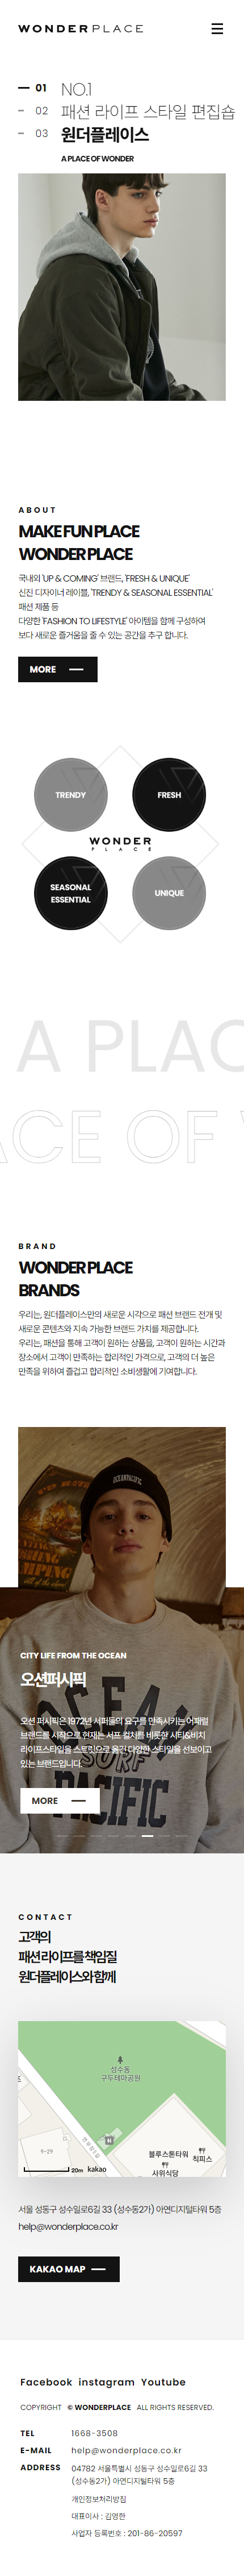 WONDERPLACE
01
02
03
NO.1
패션 라이프 스타일 편집숍
원더플레이스
A PLACE OF WONDER
ABOUT
MAKE FUN PLACE
WONDER PLACE
국내외 'UP & COMING' 브랜드, 'FRESH & UNIQUE'
신진 디자이너 레이블, 'TRENDY & SEASONAL ESSENTIAL'
패션 제품 등
다양한 'FASHION TO LIFESTYLE' 아이템을 함께 구성하여
보다 새로운 즐거움을 줄 수 있는 공간을 추구 합니다.
MORE
TRENDY
FRESH
WONDER
PLACE
SEASONAL
ESSENTIAL
UNIQUE
A PLAC
ACE OF W
BRAND
WONDER PLACE
BRANDS
우리는, 원더플레이스만의 새로운 시각으로 패션 브랜드 전개 및
새로운 콘텐츠와 지속 가능한 브랜드 가치를 제공합니다.
우리는, 패션을 통해 고객이 원하는 상품을, 고객이 원하는 시간과
장소에서 고객이 만족하는 합리적인 가격으로, 고객의 더 높은
만족을 위하여 즐겁고 합리적인 소비생활에 기여합니다.
OCEANPACIFIC
CITY LIFE FROM THE OCEAN
오션퍼시픽
오션 퍼시픽은 1972년 서퍼들의 요구를 만족시키는 어패럴
브랜드를 시작으로 현재는 서프 컬처를 비롯한 시티&비치
라이프스타일을 스트릿으로 옮긴 다양한 스타일을 선보이고
있는 브랜드입니다.
OCEAN
SURF
PACIFIC
MORE
CONTACT
고객의
패션 라이프를 책임질
원더플레이스와 함께
성수동
구두테마공원
9-29
블루스톤타워
칙피스
사위식당
20m kakao
서울 성동구 성수일로6길 33 (성수동2가) 아연디지털타워 5층
help@wonderplace.co.kr
KAKAO MAP
Facebook instagram Youtube
COPYRIGHT © WONDERPLACE ALL RIGHTS RESERVED.
TEL 1668-3508
E-MAIL help@wonderplace.co.kr
ADDRESS 04782 서울특별시 성동구 성수일로6길 33
(성수동2가) 아연디지털타워 5층
개인정보처리방침
대표이사 : 김영한
사업자 등록번호 : 201-86-20597